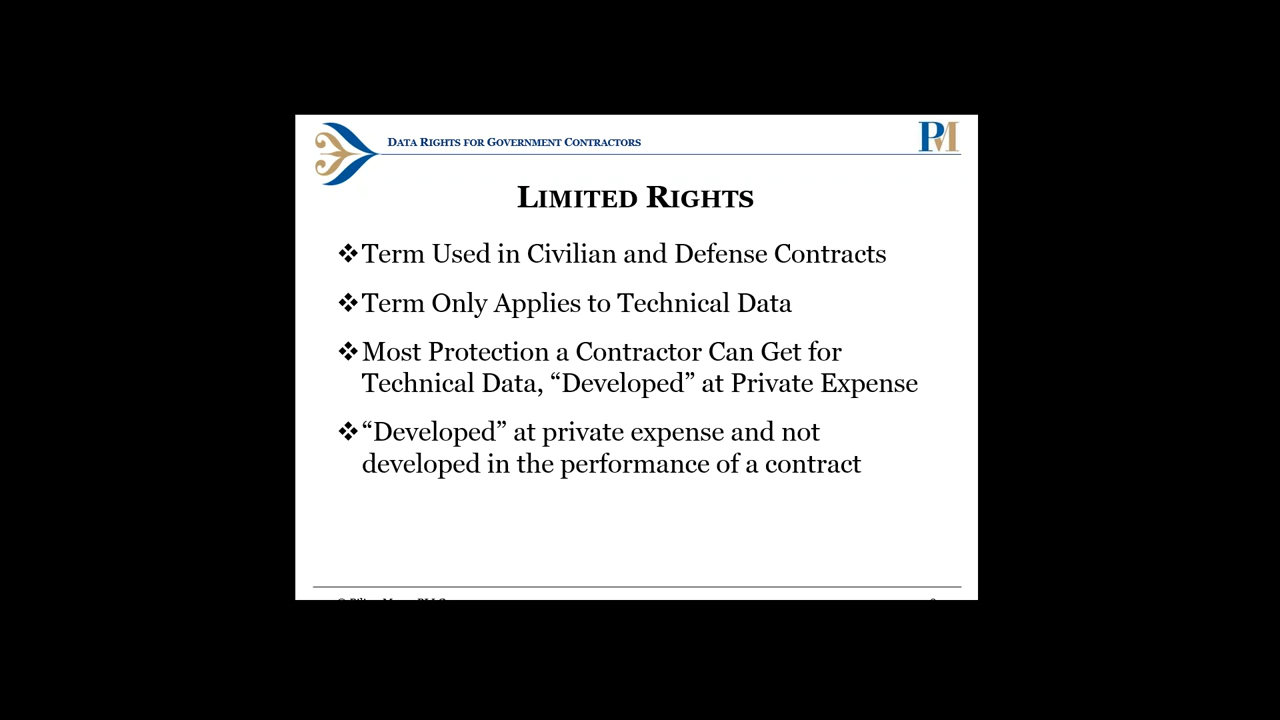 DATA RIGHTS FOR GOVERNMENT CONTRACTORS
PM
LIMITED RIGHTS
❖Term Used in Civilian and Defense Contracts
❖Term Only Applies to Technical Data
❖Most Protection a Contractor Can Get for
Technical Data, “Developed” at Private Expense
❖“Developed” at private expense and not
developed in the performance of a contract